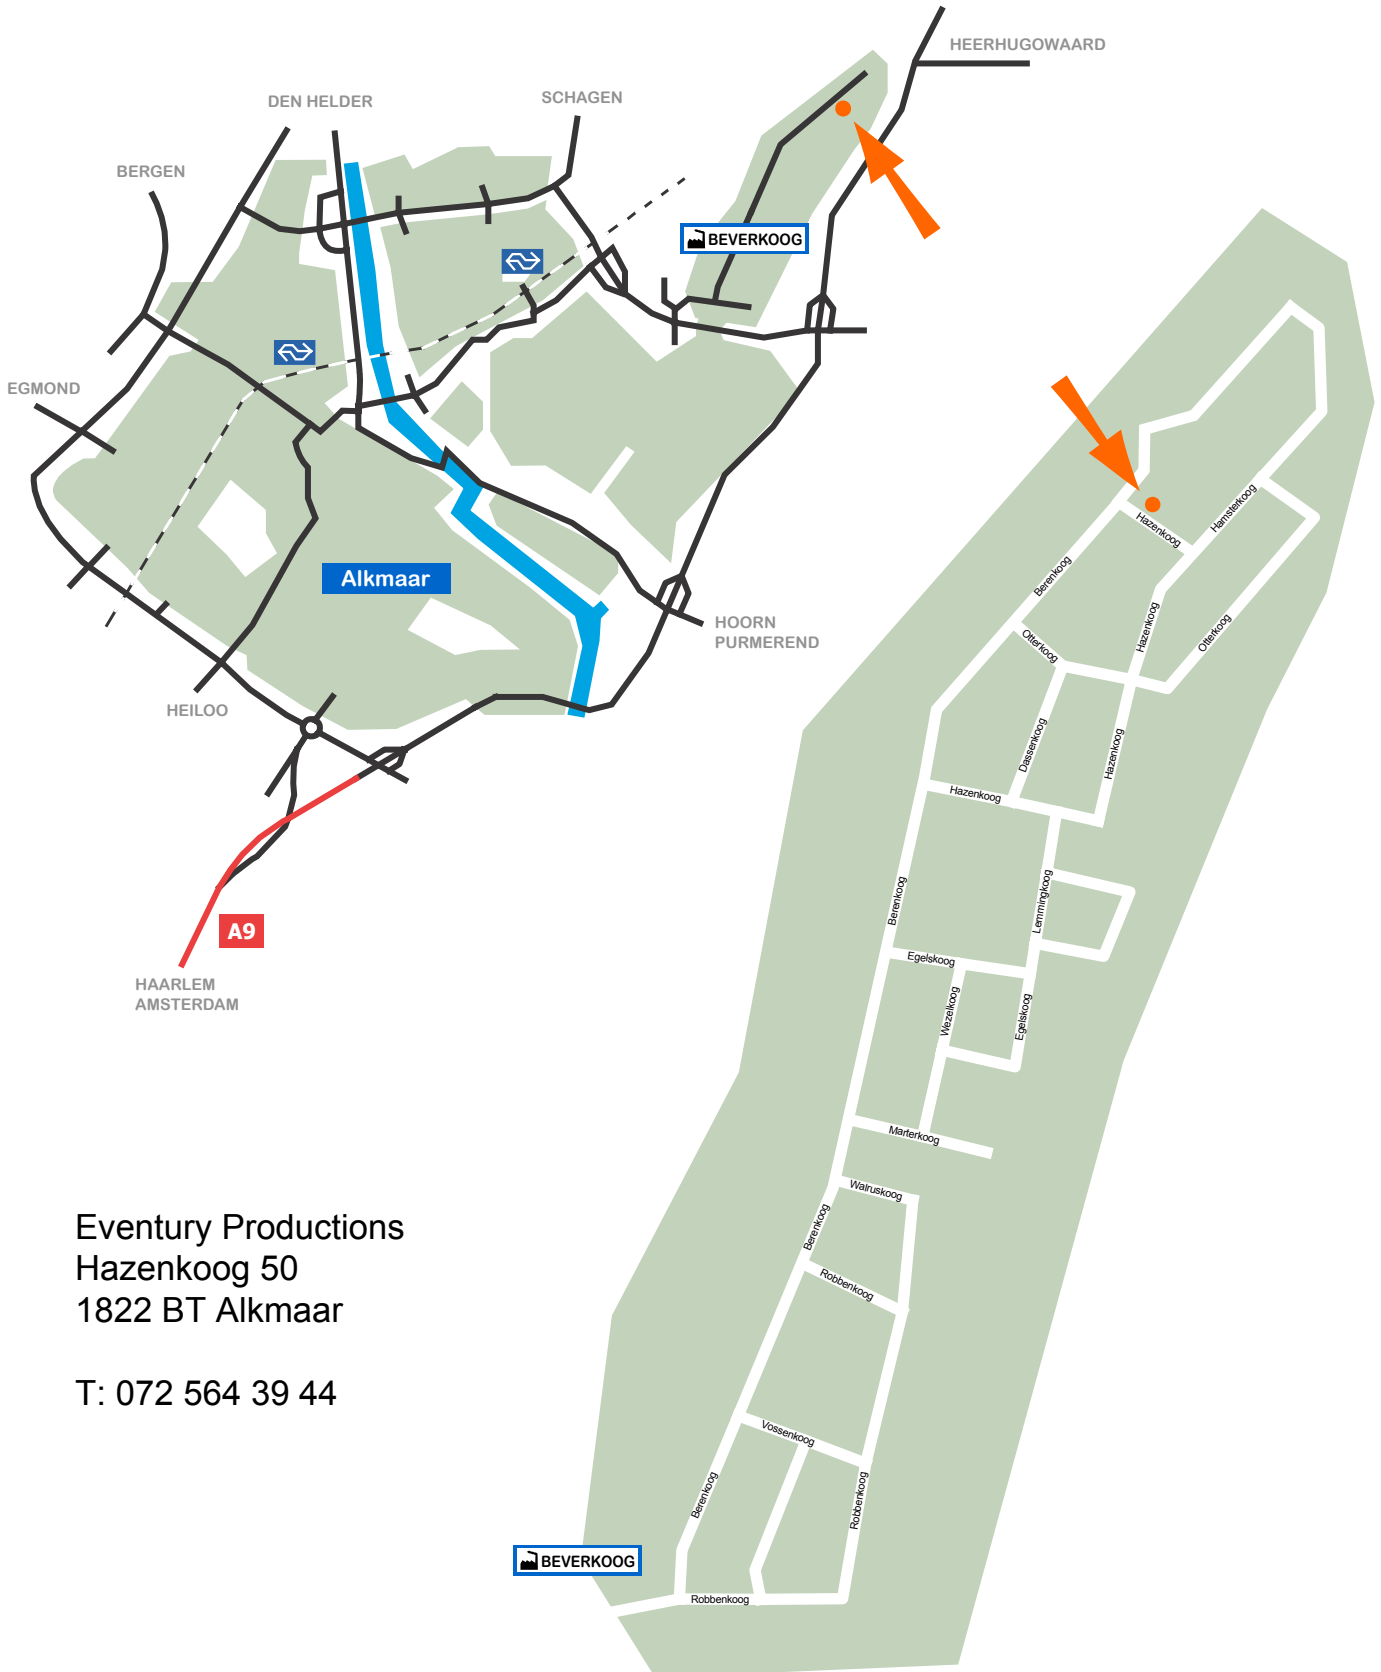 HEERHUGOWAARD
DEN HELDER
SCHAGEN
BERGEN
BEVERKOOG
EGMOND
Alkmaar
HOORN
PURMEREND
HEILOO
A9
HAARLEM
AMSTERDAM
Hamsterkoog
Hazenkoog
Berenkoog
Hazenkoog
Otterkoog
Otterkoog
Dassenkoog
Hazenkoog
Hazenkoog
Berenkoog
Lemmingkoog
Egelskoog
Wezelkoog
Egelskoog
Marterkoog
Walruskoog
Berenkoog
Robbenkoog
Vossenkoog
Berenkoog
Robbenkoog
BEVERKOOG
Robbenkoog
Eventury Productions
Hazenkoog 50
1822 BT Alkmaar
T: 072 564 39 44